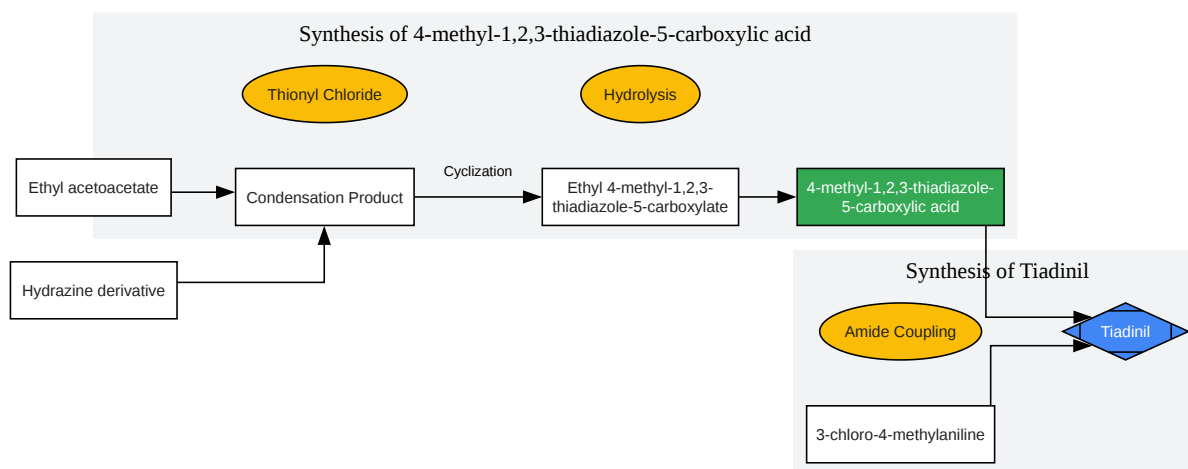 Synthesis of 4-methyl-1,2,3-thiadiazole-5-carboxylic acid
Thionyl Chloride
Hydrolysis
Ethyl acetoacetate
Condensation Product
Cyclization
Ethyl 4-methyl-1,2,3-
thiadiazole-5-carboxylate
4-methyl-1,2,3-thiadiazole-
5-carboxylic acid
Hydrazine derivative
Synthesis of Tiadinil
Amide Coupling
Tiadinil
3-chloro-4-methylaniline